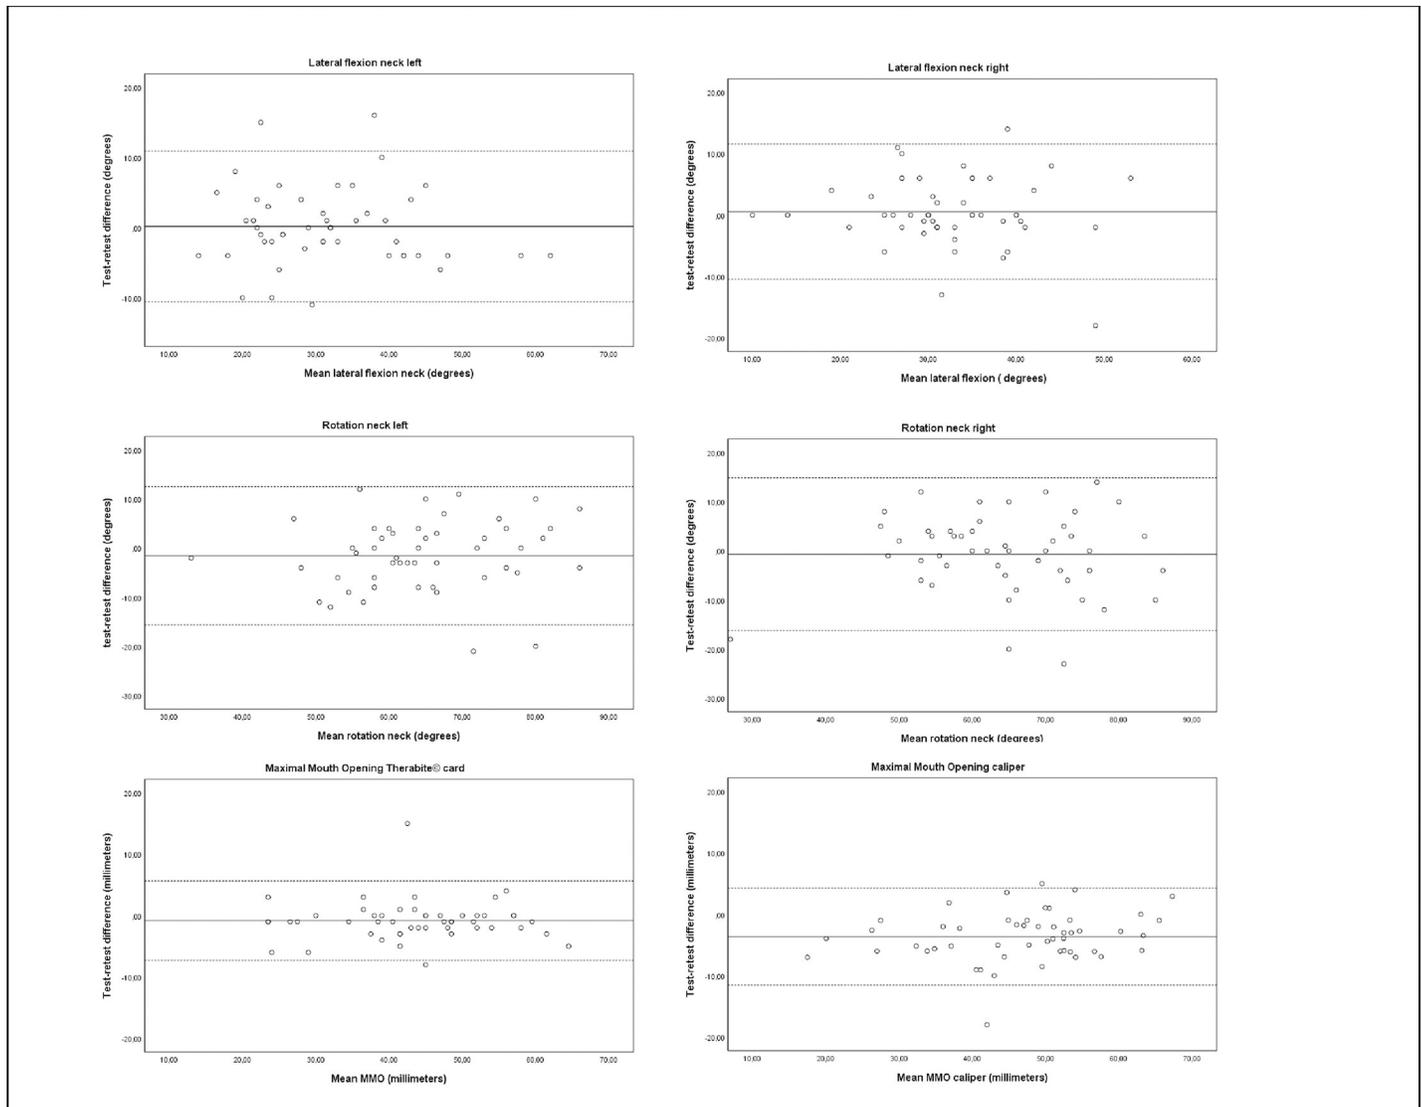 Lateral flexion neck left
Test-retest difference (degrees)
20,00
10,00
,00
-10,00
10,00 20,00 30,00 40,00 50,00 60,00 70,00
Mean lateral flexion neck (degrees)
Lateral flexion neck right
test-retest difference (degrees)
20,00
10,00
,00
-10,00
-20,00
10,00 20,00 30,00 40,00 50,00 60,00
Mean lateral flexion ( degrees)
Rotation neck left
test-retest difference (degrees)
20,00
10,00
,00
-10,00
-20,00
-30,00
30,00 40,00 50,00 60,00 70,00 80,00 90,00
Mean rotation neck (degrees)
Rotation neck right
Test-retest difference (degrees)
20,00
10,00
,00
-10,00
-20,00
-30,00
30,00 40,00 50,00 60,00 70,00 80,00 90,00
Mean rotation neck (degrees)
Maximal Mouth Opening Therabite© card
Test-retest difference (millimeters)
20,00
10,00
,00
-10,00
-20,00
10,00 20,00 30,00 40,00 50,00 60,00 70,00
Mean MMO (millimeters)
Maximal Mouth Opening caliper
Test-retest difference (millimeters)
20,00
10,00
,00
-10,00
-20,00
10,00 20,00 30,00 40,00 50,00 60,00 70,00
Mean MMO caliper (millimeters)